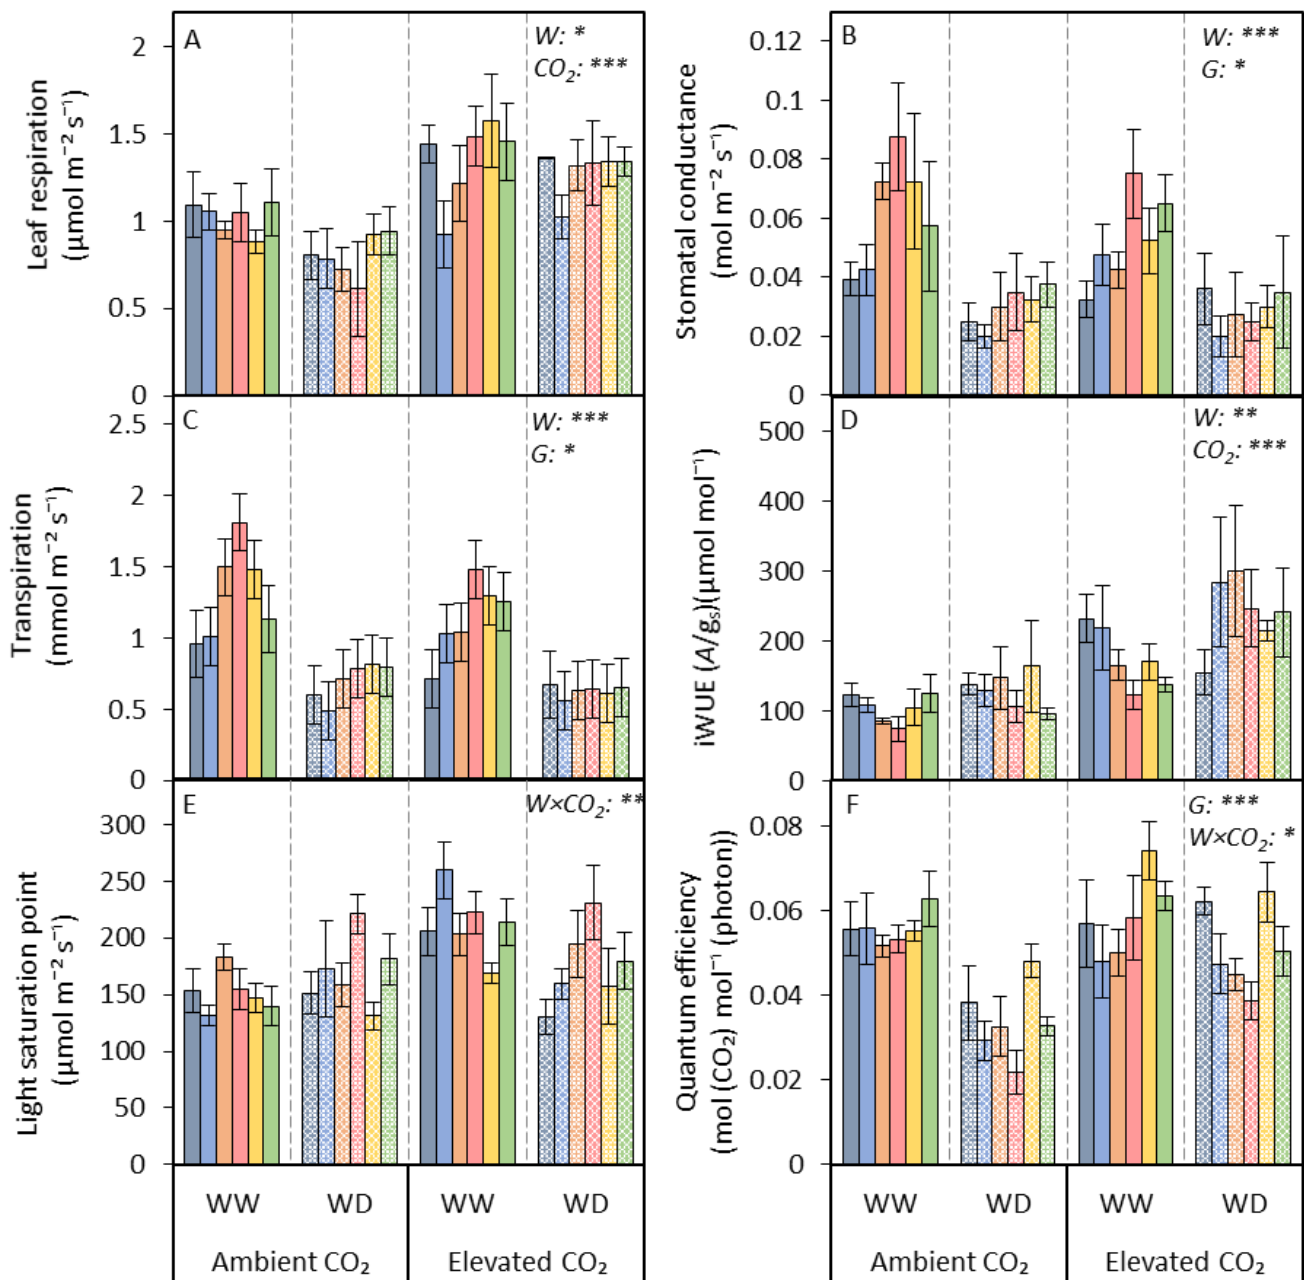 A
W: *
CO₂: ***
Leaf respiration
(µmol m⁻² s⁻¹)
2
1.5
1
0.5
0
B
W: ***
G: *
Stomatal conductance
(mol m⁻² s⁻¹)
0.12
0.1
0.08
0.06
0.04
0.02
0
C
W: ***
G: *
Transpiration
(mmol m⁻² s⁻¹)
2.5
2
1.5
1
0.5
0
D
W: **
CO₂: ***
iWUE (A/gₛ)(µmol mol⁻¹)
500
400
300
200
100
0
E
W×CO₂: **
Light saturation point
(µmol m⁻² s⁻¹)
300
250
200
150
100
50
0
F
G: ***
W×CO₂: *
Quantum efficiency
(mol (CO₂) mol⁻¹ (photon))
0.08
0.06
0.04
0.02
0
WW WD WW WD
Ambient CO₂ Elevated CO₂
WW WD WW WD
Ambient CO₂ Elevated CO₂